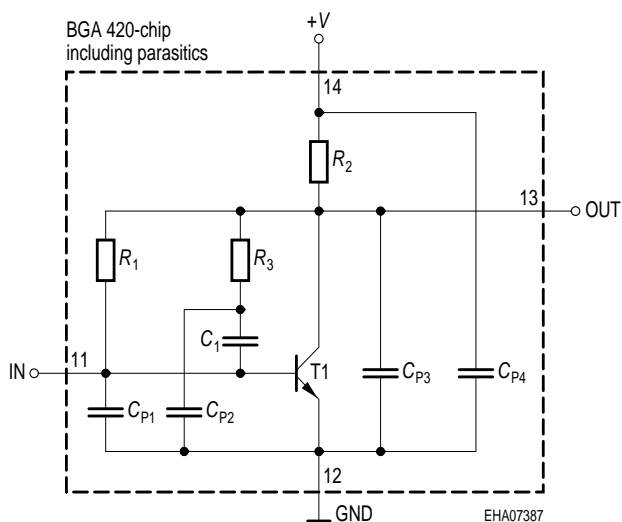 BGA 420-chip
including parasitics
+V
14
R2
13
OUT
R1
R3
C1
11
IN
T1
CP1
CP2
CP3
CP4
12
GND
EHA07387